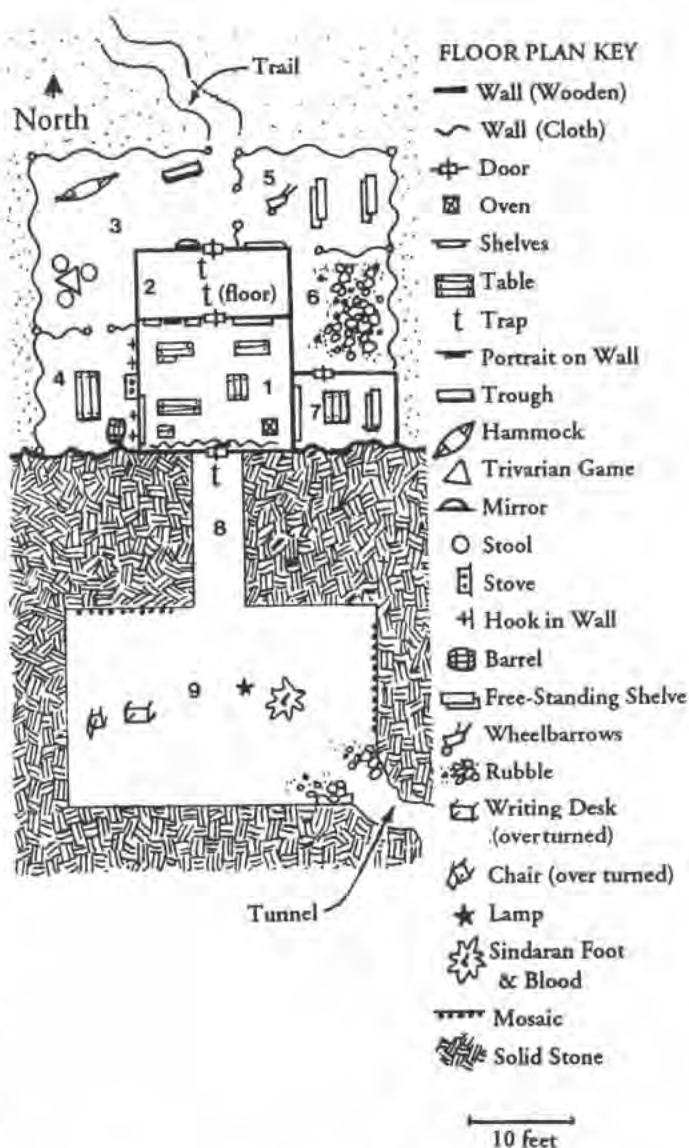 Trail
North
5
3
2
t
t (floor)
6
4
1
7
t
8
9
Tunnel
FLOOR PLAN KEY
Wall (Wooden)
Wall (Cloth)
Door
Oven
Shelves
Table
t Trap
Portrait on Wall
Trough
Hammock
Trivarian Game
Mirror
Stool
Stove
Hook in Wall
Barrel
Free-Standing Shelve
Wheelbarrows
Rubble
Writing Desk
(overturned)
Chair (over turned)
Lamp
Sindaran Foot
& Blood
Mosaic
Solid Stone
10 feet